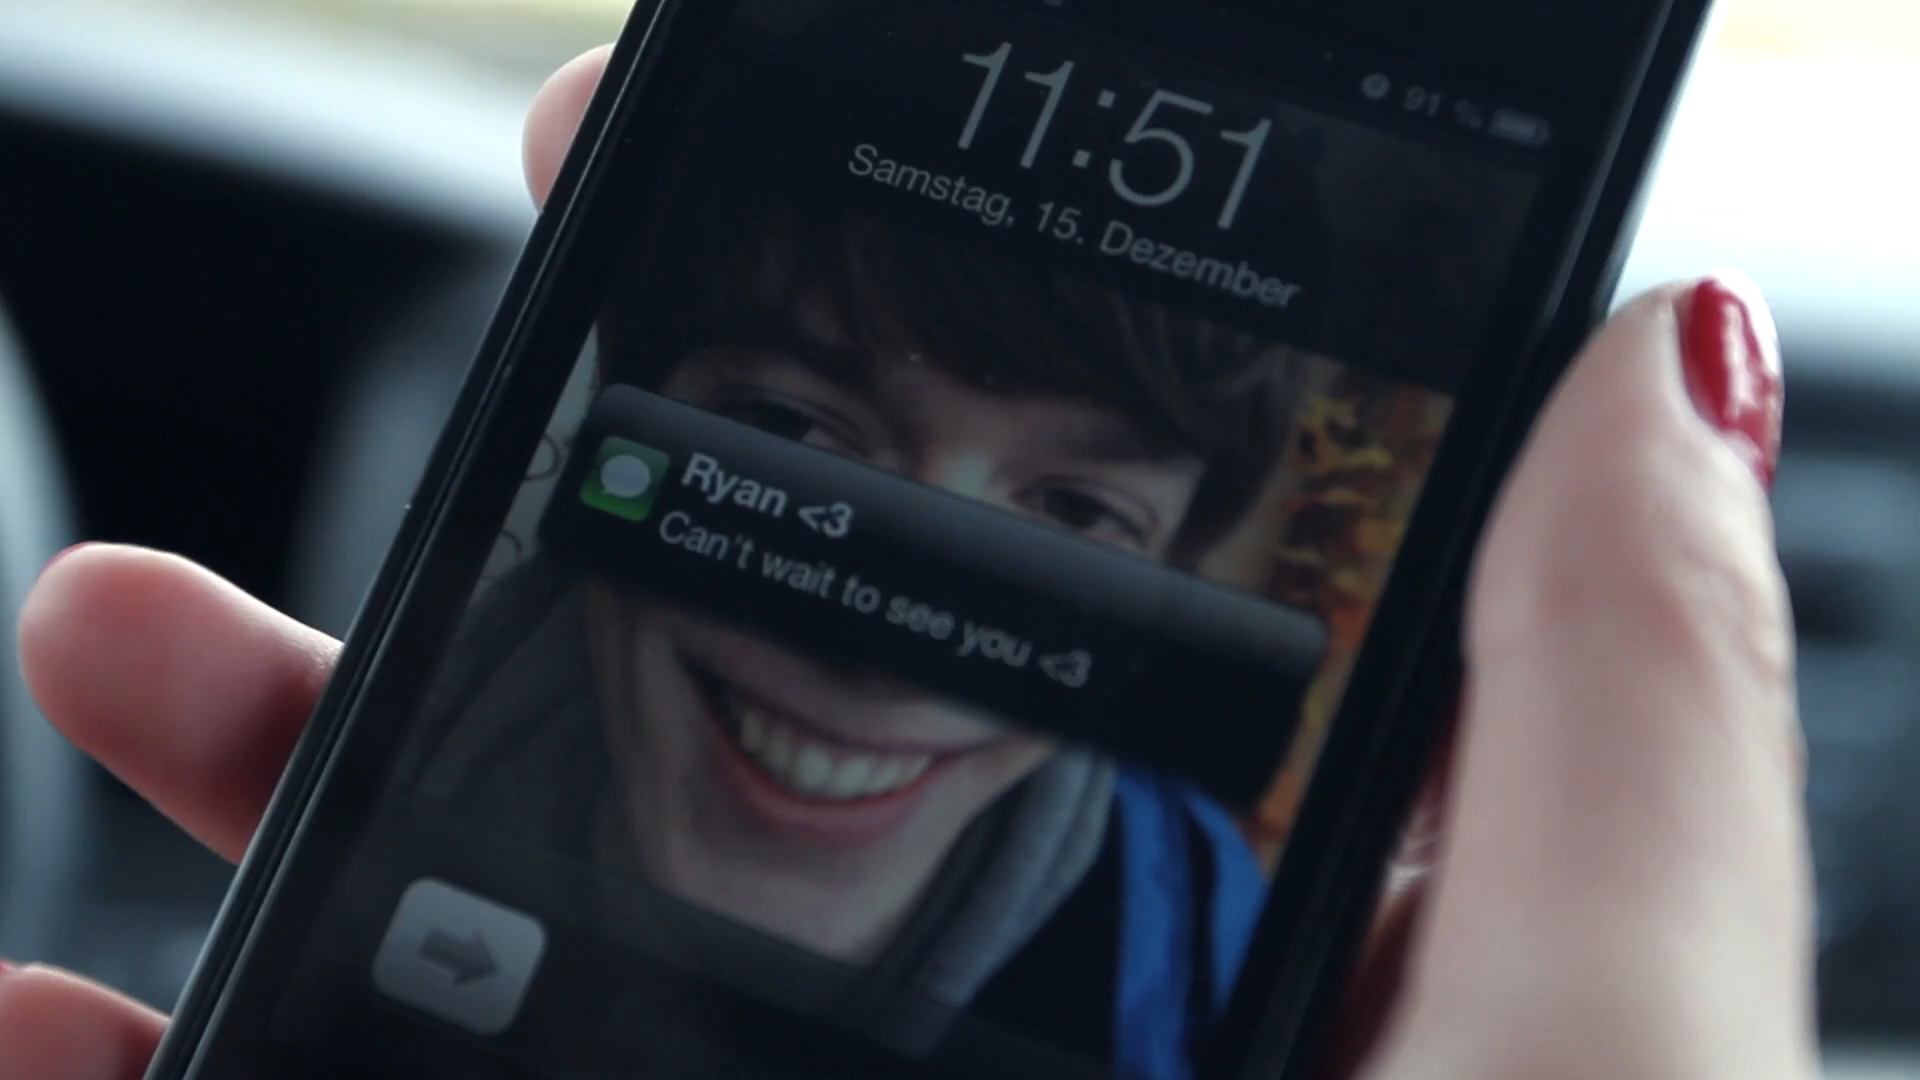 91 %
11:51
Samstag, 15. Dezember
Ryan <3
Can't wait to see you <3